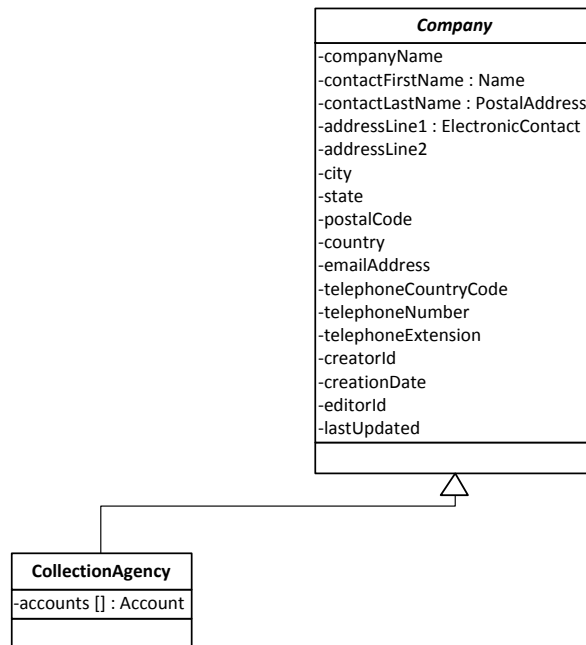 Company
-companyName
-contactFirstName : Name
-contactLastName : PostalAddress
-addressLine1 : ElectronicContact
-addressLine2
-city
-state
-postalCode
-country
-emailAddress
-telephoneCountryCode
-telephoneNumber
-telephoneExtension
-creatorId
-creationDate
-editorId
-lastUpdated
CollectionAgency
-accounts [] : Account